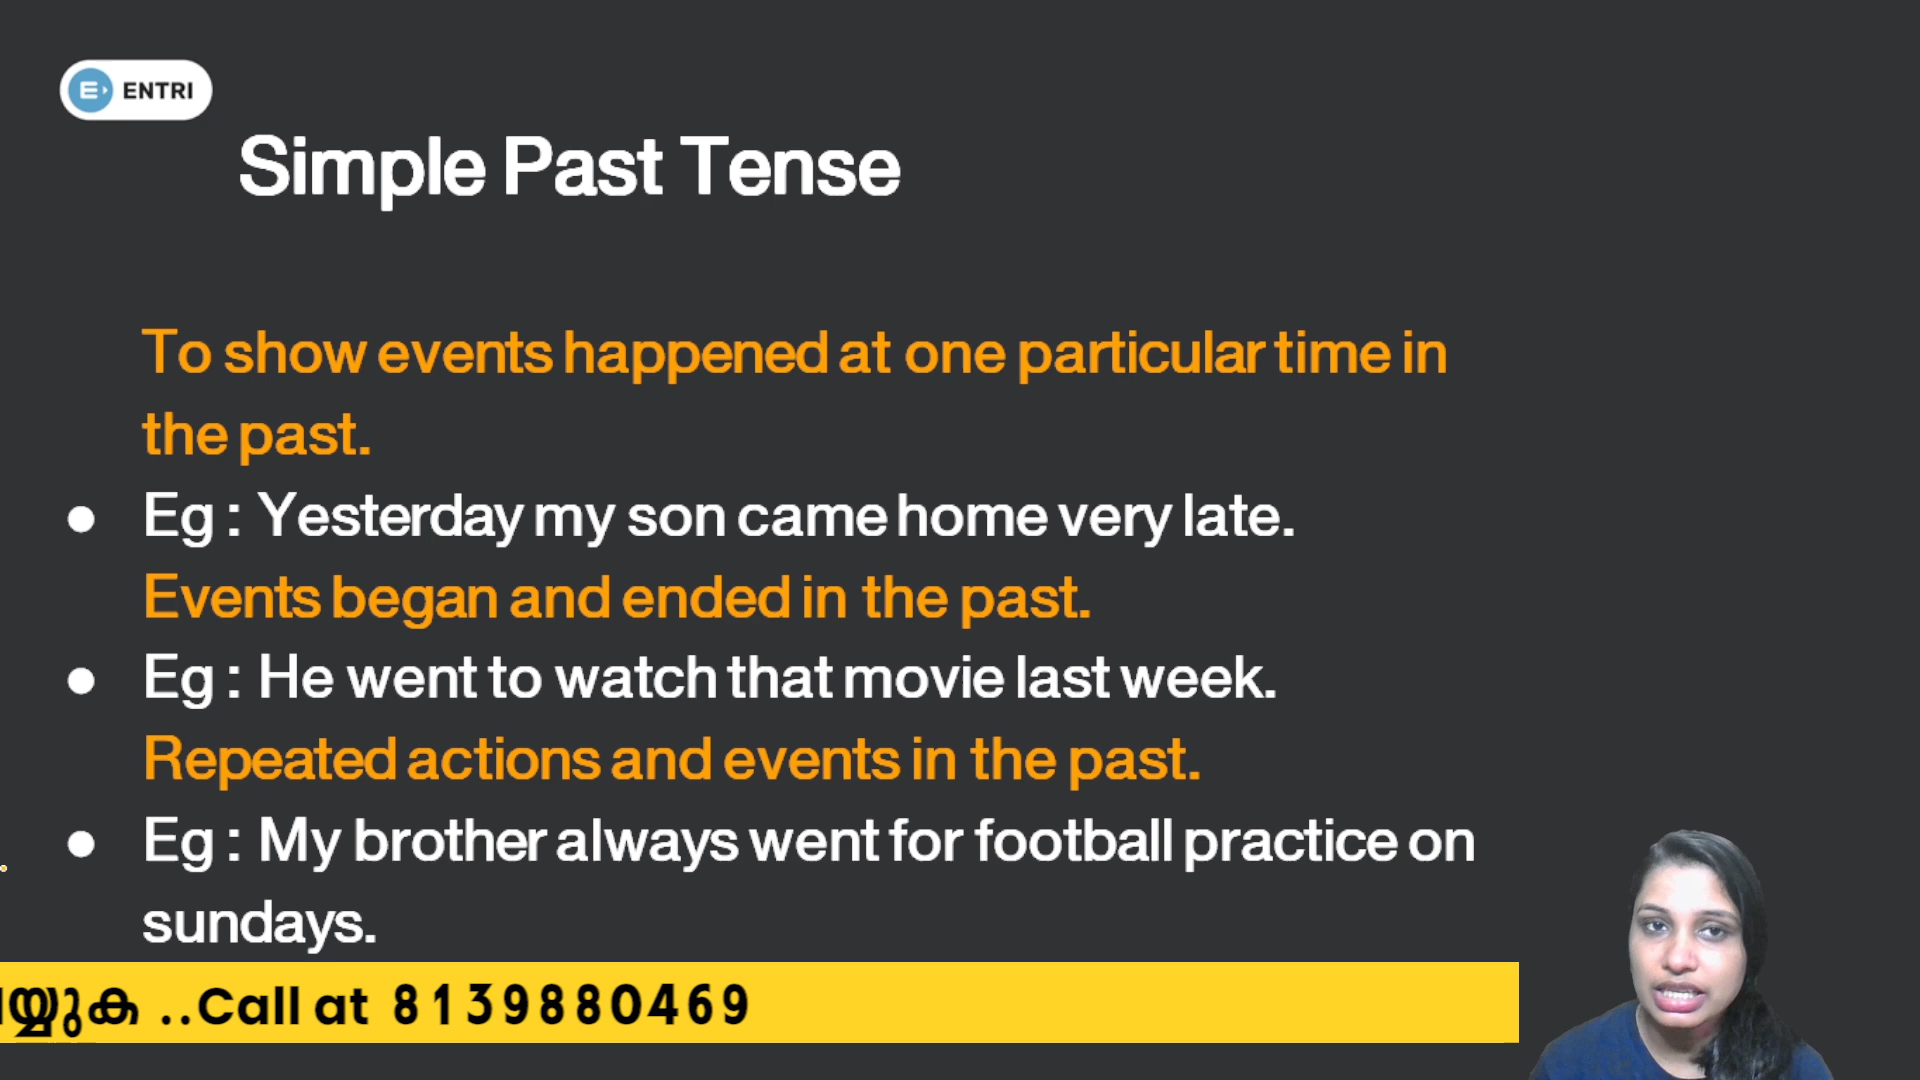 ENTRI
Simple Past Tense
To show events happened at one particular time in
the past.
● Eg : Yesterday my son came home very late.
Events began and ended in the past.
● Eg : He went to watch that movie last week.
Repeated actions and events in the past.
● Eg : My brother always went for football practice on
sundays.
..Call at 8139880469